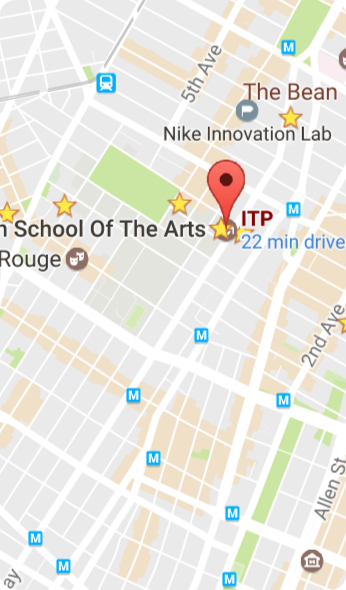 M
5th Ave
The Bean
Nike Innovation Lab
ITP
M
n School Of The Arts
22 min drive
Rouge
M
2nd Ave
M
M
M
Allen St
M
M
M
ay
M